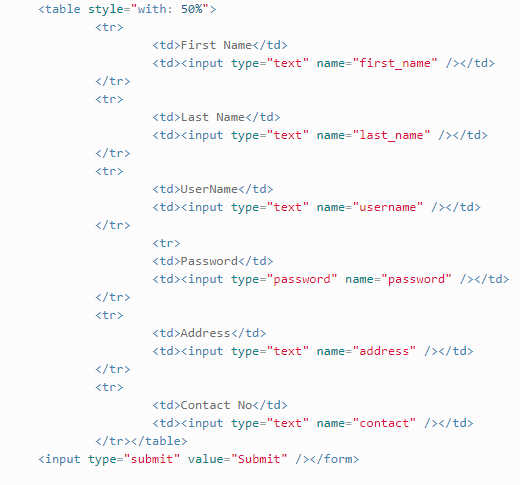 <table style="with: 50%">
<tr>
<td>First Name</td>
<td><input type="text" name="first_name" /></td>
</tr>
<tr>
<td>Last Name</td>
<td><input type="text" name="last_name" /></td>
</tr>
<tr>
<td>UserName</td>
<td><input type="text" name="username" /></td>
</tr>
<tr>
<td>Password</td>
<td><input type="password" name="password" /></td>
</tr>
<tr>
<td>Address</td>
<td><input type="text" name="address" /></td>
</tr>
<tr>
<td>Contact No</td>
<td><input type="text" name="contact" /></td>
</tr></table>
<input type="submit" value="Submit" /></form>